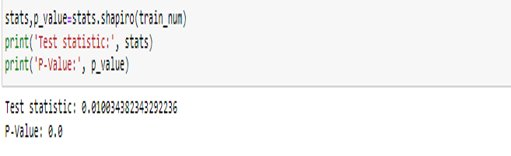 stats,p_value=stats.shapiro(train_num)
print('Test statistic:', stats)
print('P-Value:', p_value)
Test statistic: 0.010034382343292236
P-Value: 0.0